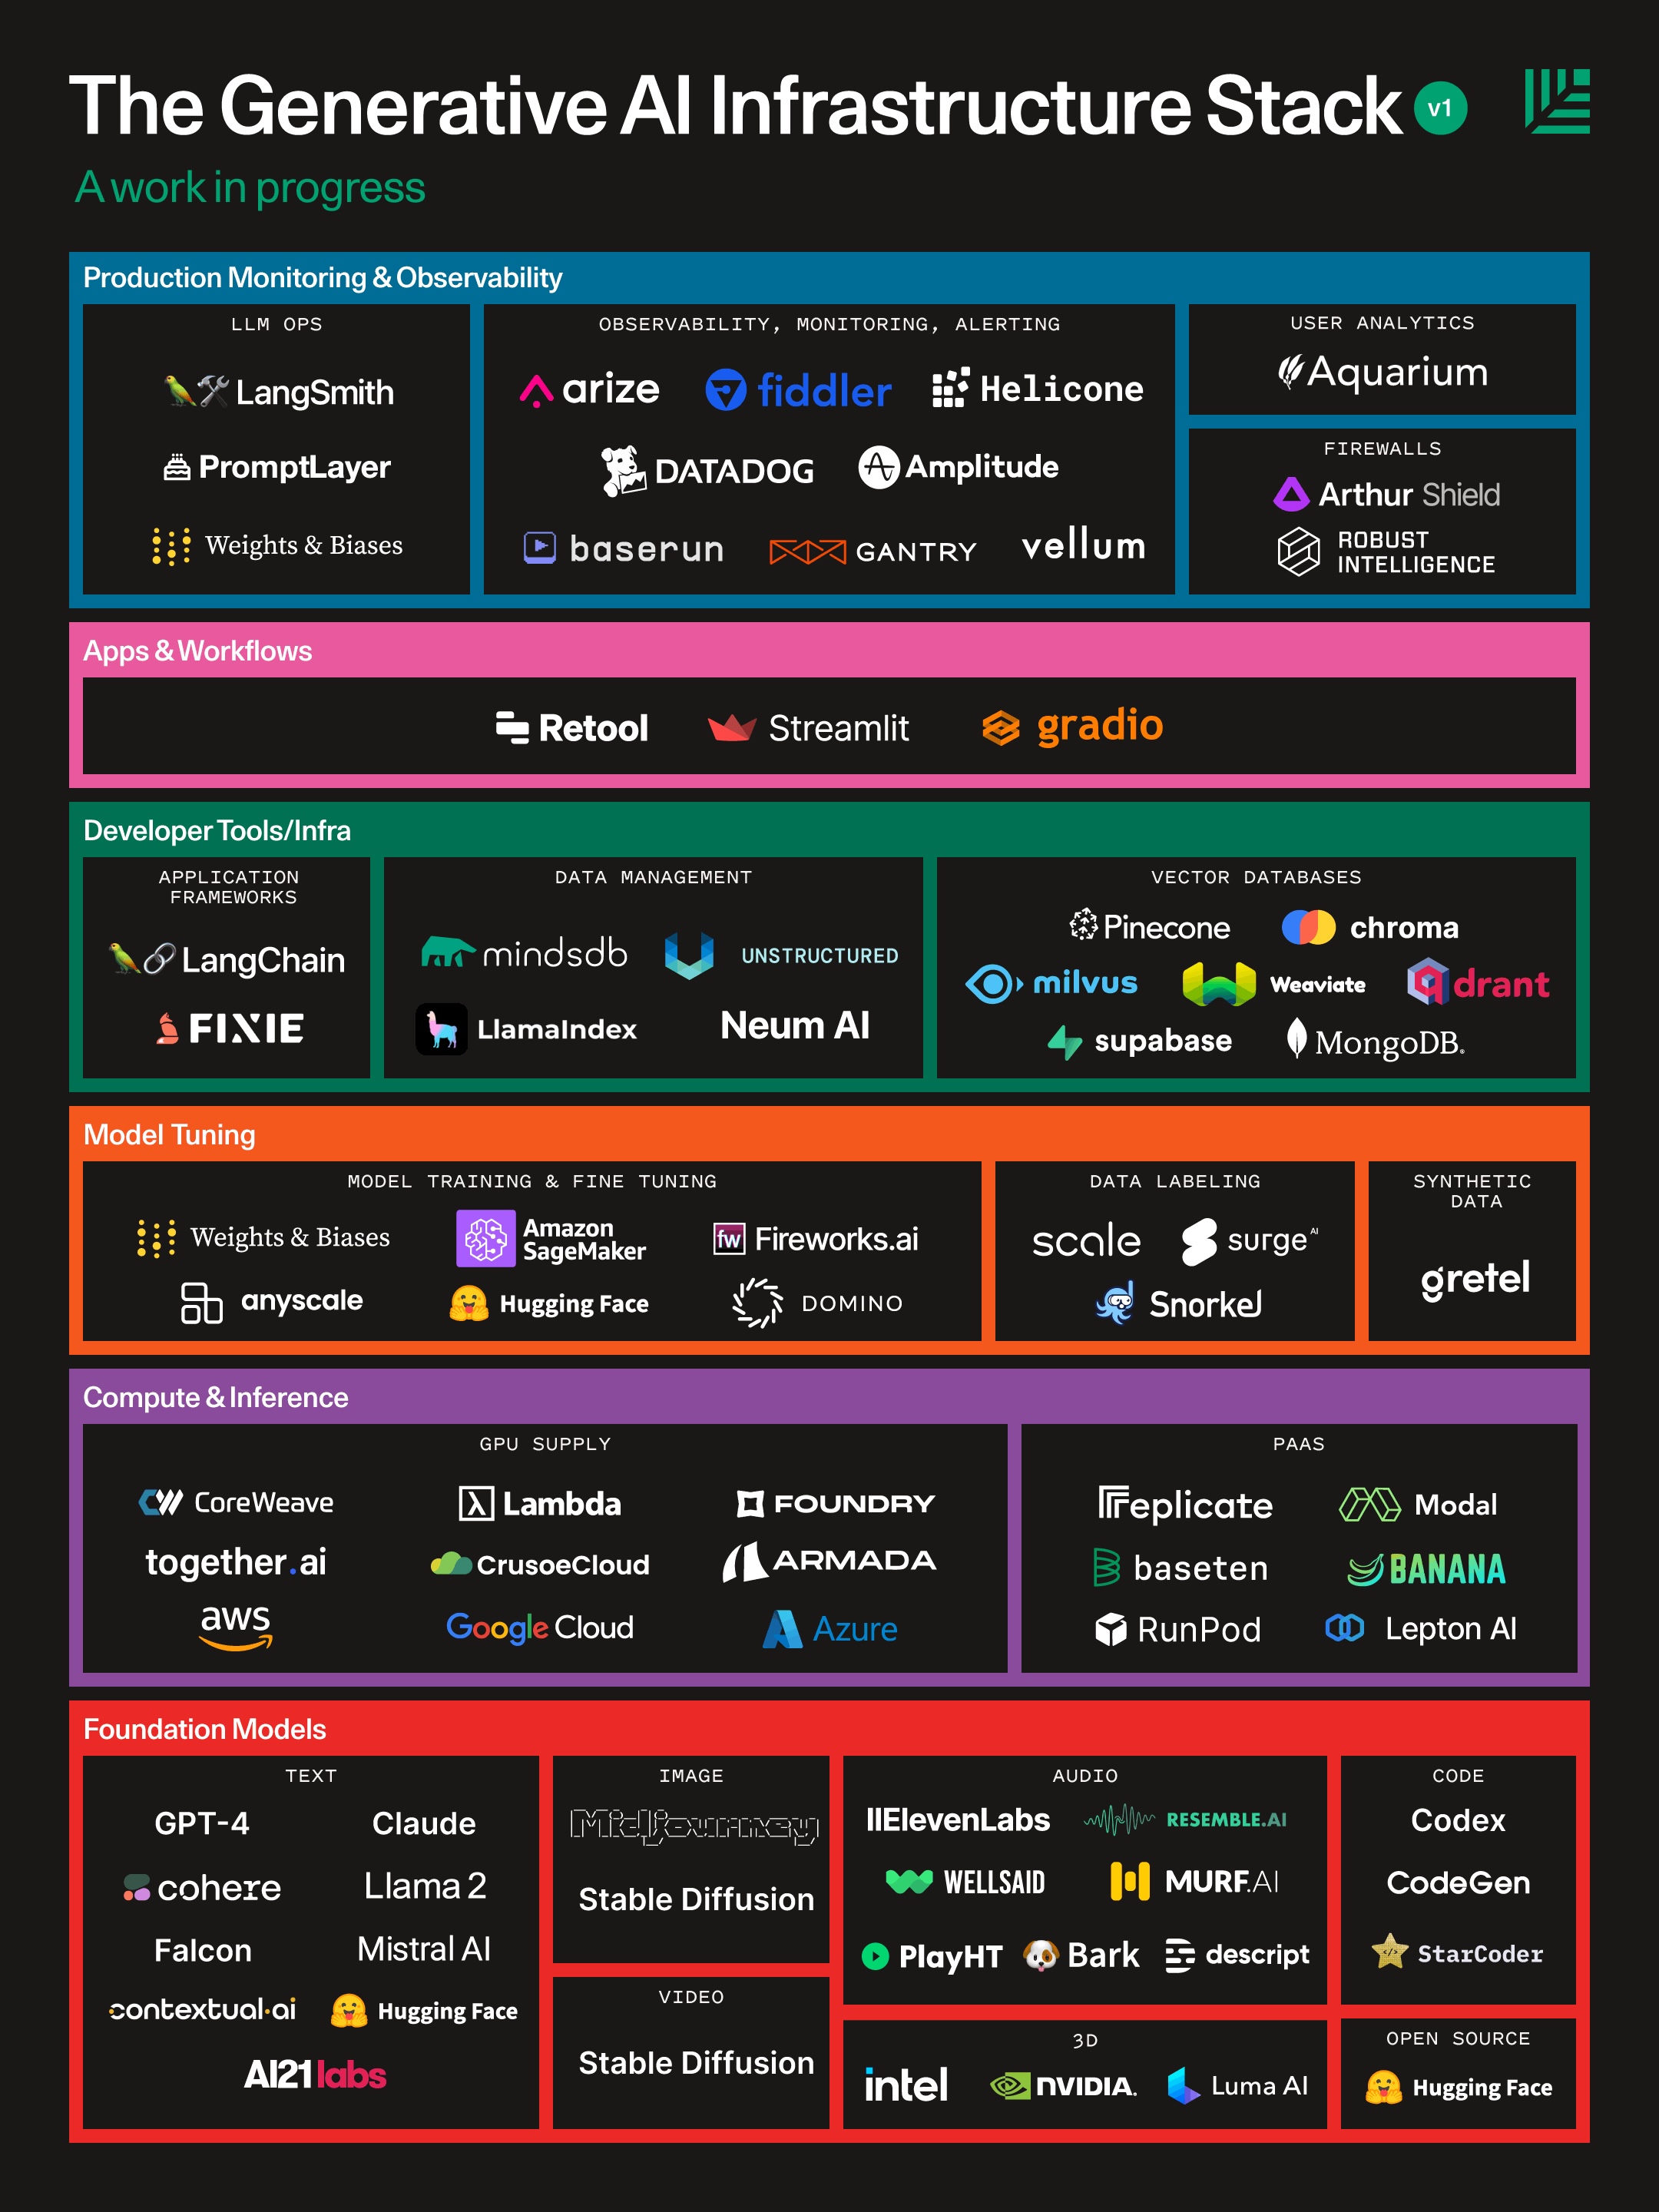 The Generative AI Infrastructure Stack v1
A work in progress
Production Monitoring & Observability
LLM OPS
LangSmith
PromptLayer
Weights & Biases
OBSERVABILITY, MONITORING, ALERTING
arize fiddler Helicone
DATADOG Amplitude
baserun GANTRY vellum
USER ANALYTICS
Aquarium
FIREWALLS
Arthur Shield
ROBUST
INTELLIGENCE
Apps & Workflows
Retool Streamlit gradio
Developer Tools/Infra
APPLICATION
FRAMEWORKS
LangChain
FIXIE
DATA MANAGEMENT
mindsdb UNSTRUCTURED
LlamaIndex Neum AI
VECTOR DATABASES
Pinecone chroma
milvus Weaviate qdrant
supabase MongoDB.
Model Tuning
MODEL TRAINING & FINE TUNING
Weights & Biases Amazon SageMaker fw Fireworks.ai
anyscale Hugging Face DOMINO
DATA LABELING
scale surge AI
Snorkel
SYNTHETIC
DATA
gretel
Compute & Inference
GPU SUPPLY
CoreWeave Lambda FOUNDRY
together.ai CrusoeCloud ARMADA
aws Google Cloud Azure
PAAS
replicate Modal
baseten BANANA
RunPod Lepton AI
Foundation Models
TEXT
GPT-4 Claude
cohere Llama 2
Falcon Mistral AI
contextual·ai Hugging Face
AI21labs
IMAGE
Midjourney
Stable Diffusion
VIDEO
Stable Diffusion
AUDIO
IIElevenLabs RESEMBLE.AI
WELLSAID MURF.AI
PlayHT Bark descript
3D
intel NVIDIA. Luma AI
CODE
Codex
CodeGen
StarCoder
OPEN SOURCE
Hugging Face